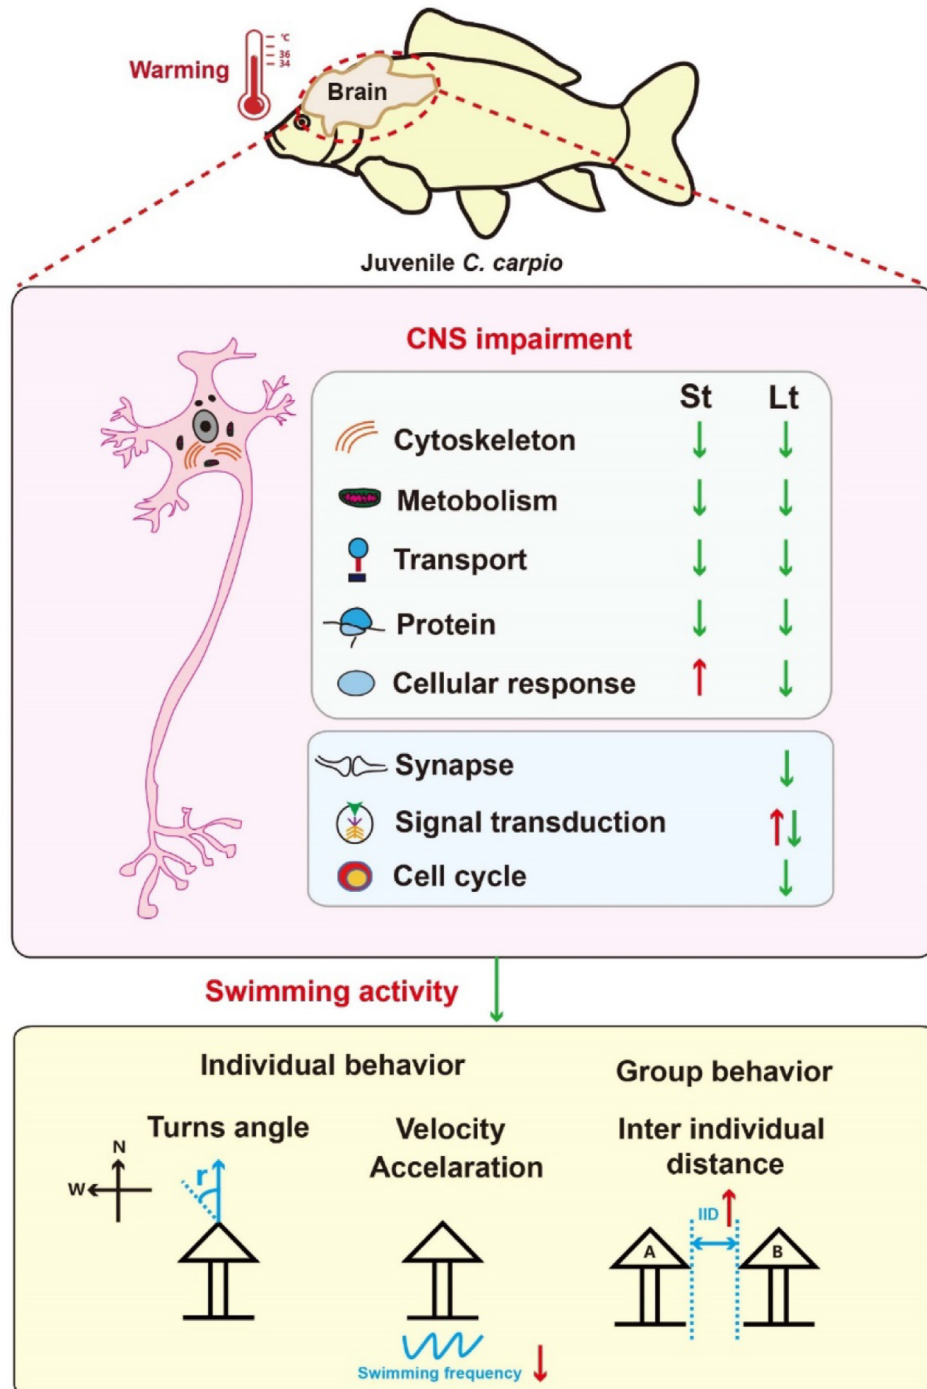 °C
36
34
Warming
Brain
Juvenile C. carpio
CNS impairment
St Lt
Cytoskeleton ↓ ↓
Metobolism ↓ ↓
Transport ↓ ↓
Protein ↓ ↓
Cellular response ↑ ↓
Synapse ↓
Signal transduction ↑↓
Cell cycle ↓
Swimming activity ↓
Individual behavior
Group behavior
Turns angle
Velocity
Accelaration
Inter individual
distance
N
W
r
IID ↑
A
B
Swimming frequency ↓